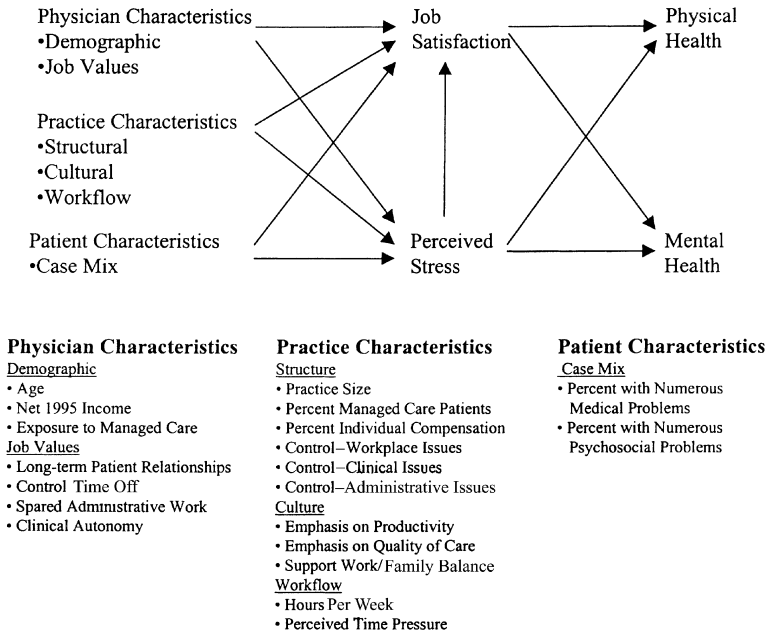 Physician Characteristics
•Demographic
•Job Values
Practice Characteristics
•Structural
•Cultural
•Workflow
Patient Characteristics
•Case Mix
Job
Satisfaction
Perceived
Stress
Physical
Health
Mental
Health
Physician Characteristics
Demographic
• Age
• Net 1995 Income
• Exposure to Managed Care
Job Values
• Long-term Patient Relationships
• Control Time Off
• Spared Administrative Work
• Clinical Autonomy
Practice Characteristics
Structure
• Practice Size
• Percent Managed Care Patients
• Percent Individual Compensation
• Control–Workplace Issues
• Control–Clinical Issues
• Control–Administrative Issues
Culture
• Emphasis on Productivity
• Emphasis on Quality of Care
• Support Work/Family Balance
Workflow
• Hours Per Week
• Perceived Time Pressure
Patient Characteristics
Case Mix
• Percent with Numerous
Medical Problems
• Percent with Numerous
Psychosocial Problems